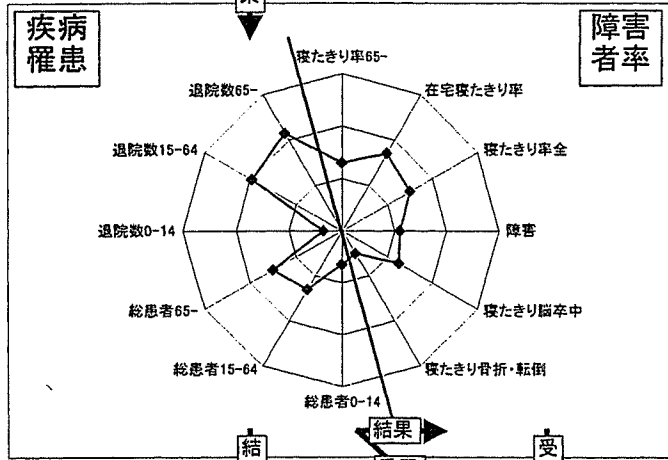 疾病
罹患
障害
者率
寝たきり率65-
在宅寝たきり率
寝たきり率全
障害
寝たきり脳卒中
寝たきり骨折・転倒
総患者0-14
総患者15-64
総患者65-
退院数0-14
退院数15-64
退院数65-
結果
結
受